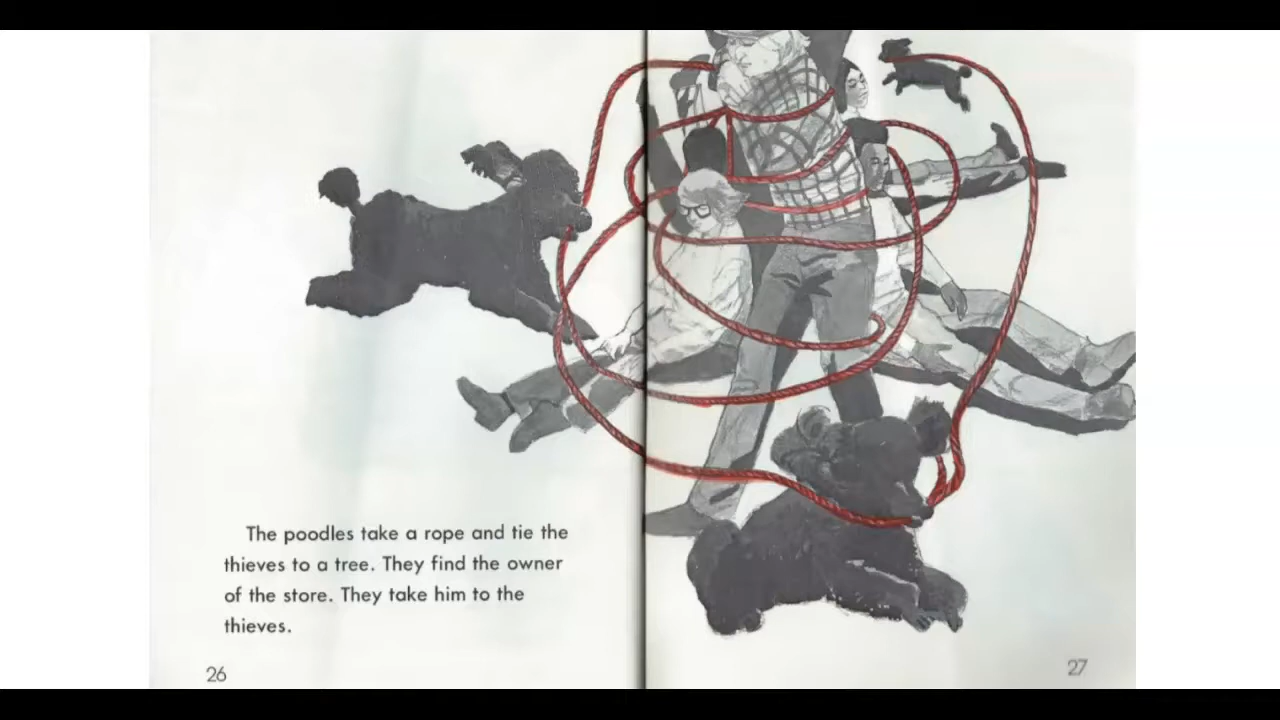 The poodles take a rope and tie the
thieves to a tree. They find the owner
of the store. They take him to the
thieves.
26
27